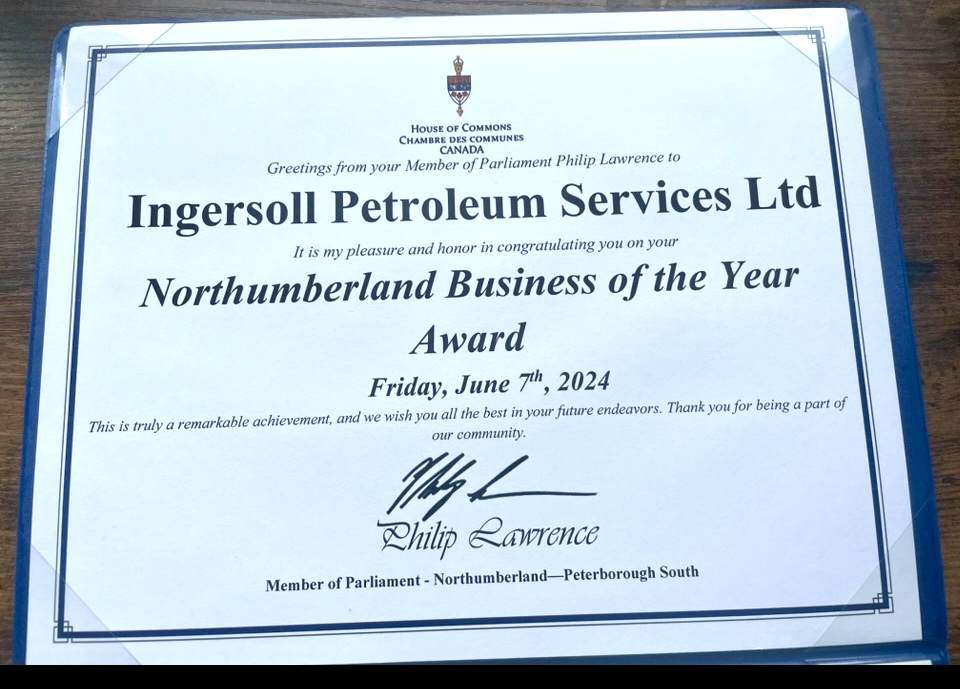 House of Commons
Chambre des communes
CANADA
Greetings from your Member of Parliament Philip Lawrence to
Ingersoll Petroleum Services Ltd
It is my pleasure and honor in congratulating you on your
Northumberland Business of the Year
Award
Friday, June 7th, 2024
This is truly a remarkable achievement, and we wish you all the best in your future endeavors. Thank you for being a part of
our community.
Philip Lawrence
Member of Parliament - Northumberland—Peterborough South